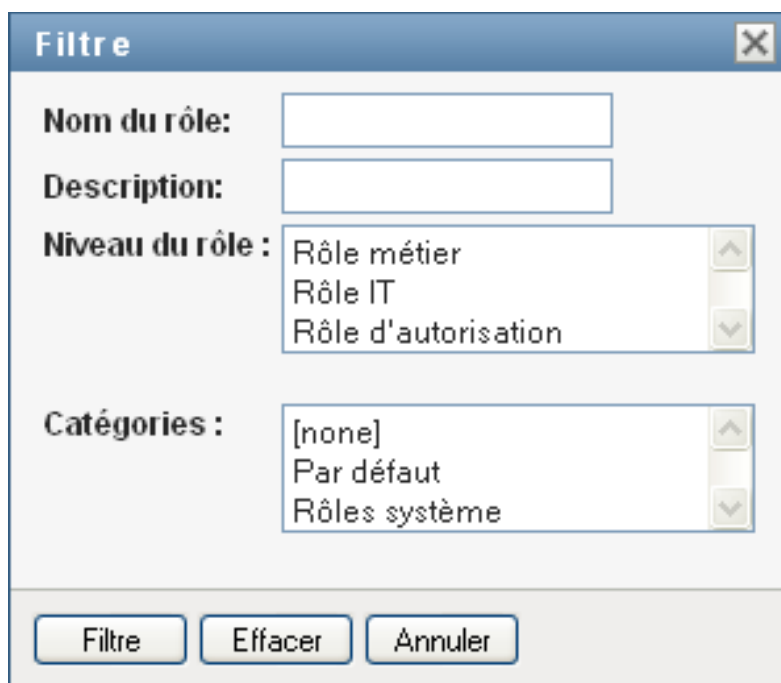 Filtre
Nom du rôle:
Description:
Niveau du rôle :
Rôle métier
Rôle IT
Rôle d'autorisation
Catégories :
[none]
Par défaut
Rôles système
Filtre
Effacer
Annuler